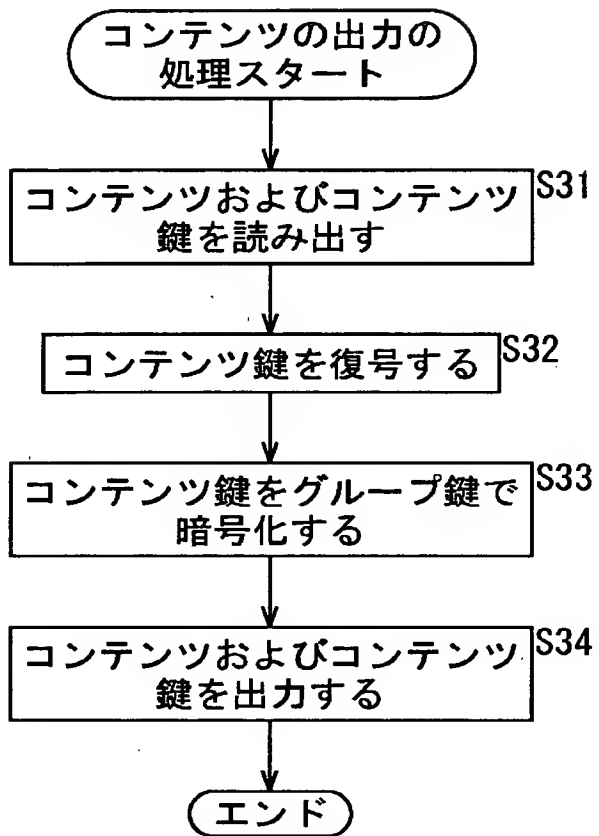 コンテンツの出力の
処理スタート
S31
コンテンツおよびコンテンツ
鍵を読み出す
S32
コンテンツ鍵を復号する
S33
コンテンツ鍵をグループ鍵で
暗号化する
S34
コンテンツおよびコンテンツ
鍵を出力する
エンド